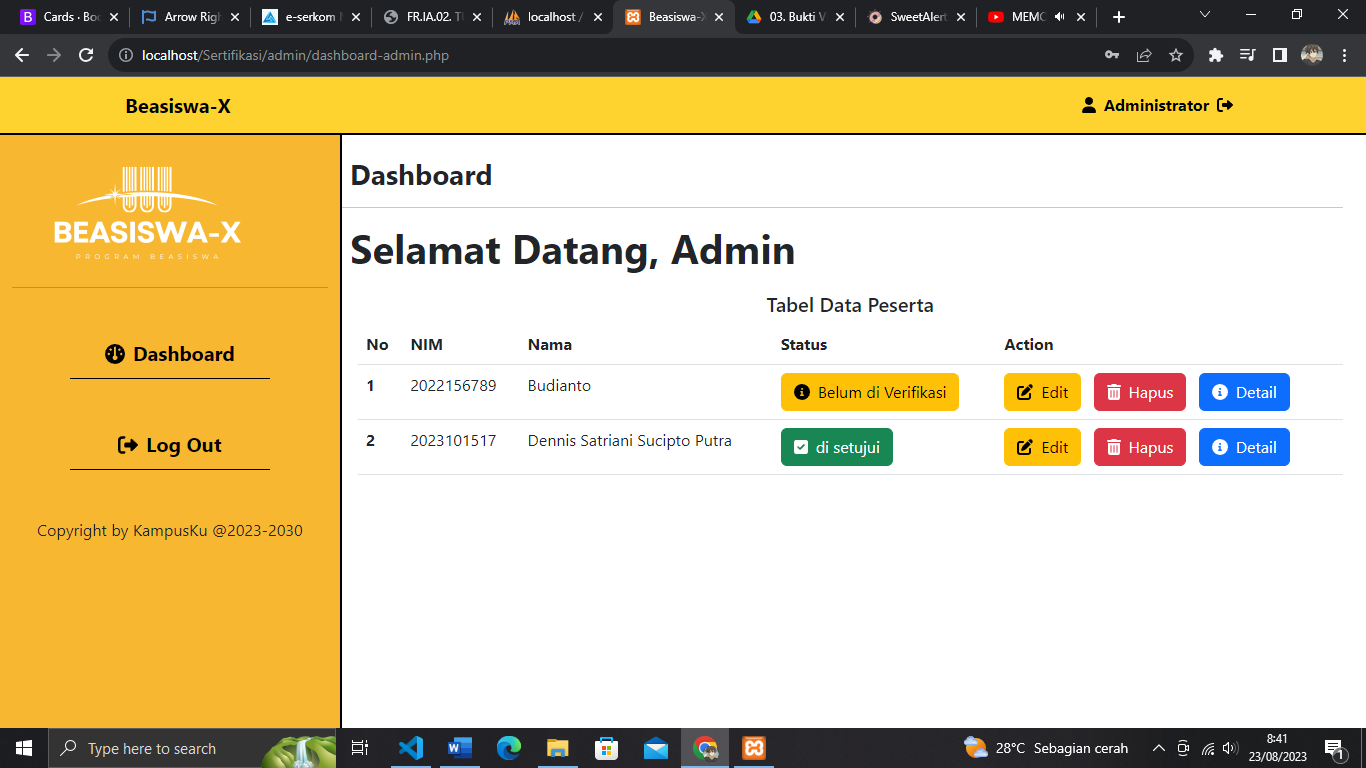 Cards · Boo
Arrow Righ
e-serkom
FR.IA.02. T
localhost /
Beasiswa-X
03. Bukti V
SweetAlert
MEMO
localhost/Sertifikasi/admin/dashboard-admin.php
Beasiswa-X
Administrator
BEASISWA-X
PROGRAM BEASISWA
Dashboard
Log Out
Copyright by KampusKu @2023-2030
Dashboard
Selamat Datang, Admin
Tabel Data Peserta
No NIM Nama Status Action
1 2022156789 Budianto Belum di Verifikasi Edit Hapus Detail
2 2023101517 Dennis Satriani Sucipto Putra di setujui Edit Hapus Detail
Type here to search
28°C Sebagian cerah
8:41
23/08/2023
1